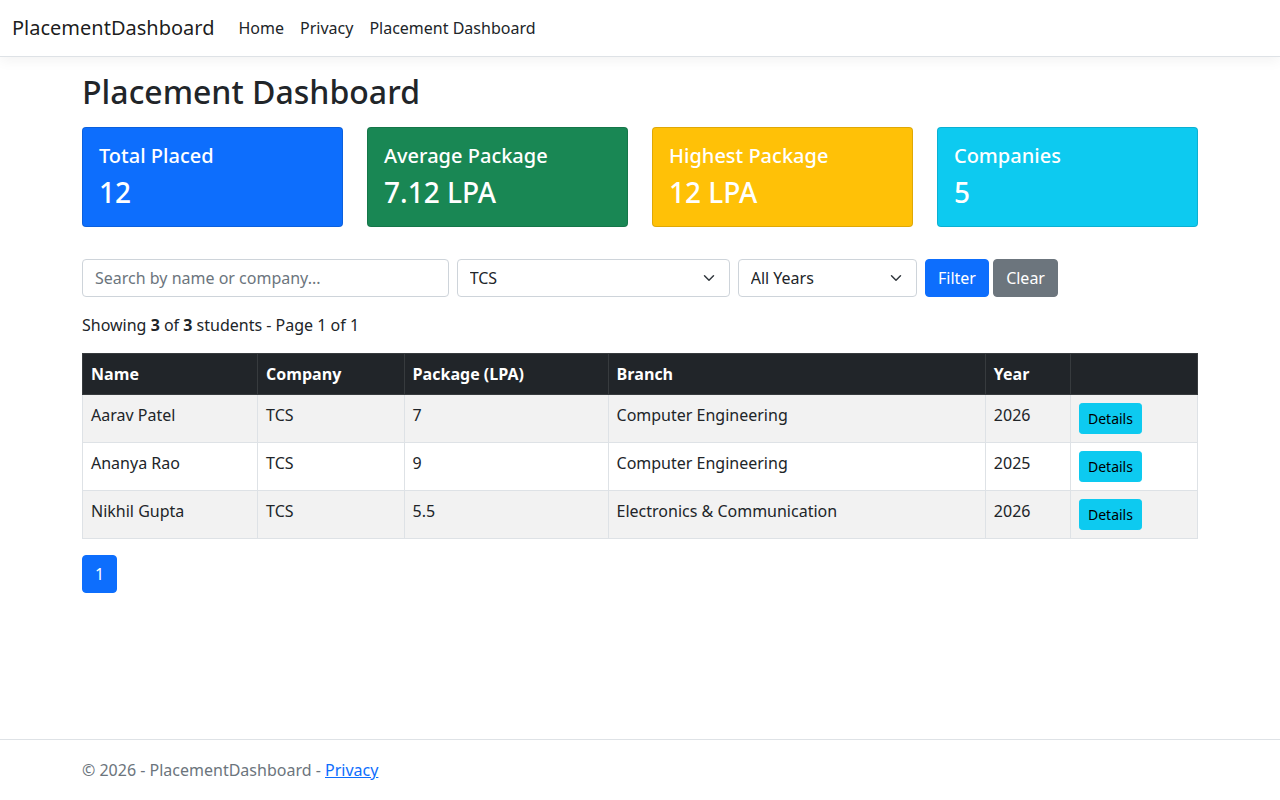 PlacementDashboard Home Privacy Placement Dashboard
Placement Dashboard
Total Placed
12
Average Package
7.12 LPA
Highest Package
12 LPA
Companies
5
Search by name or company... TCS All Years Filter Clear
Showing 3 of 3 students - Page 1 of 1
Name Company Package (LPA) Branch Year
Aarav Patel TCS 7 Computer Engineering 2026 Details
Ananya Rao TCS 9 Computer Engineering 2025 Details
Nikhil Gupta TCS 5.5 Electronics & Communication 2026 Details
1
© 2026 - PlacementDashboard - Privacy